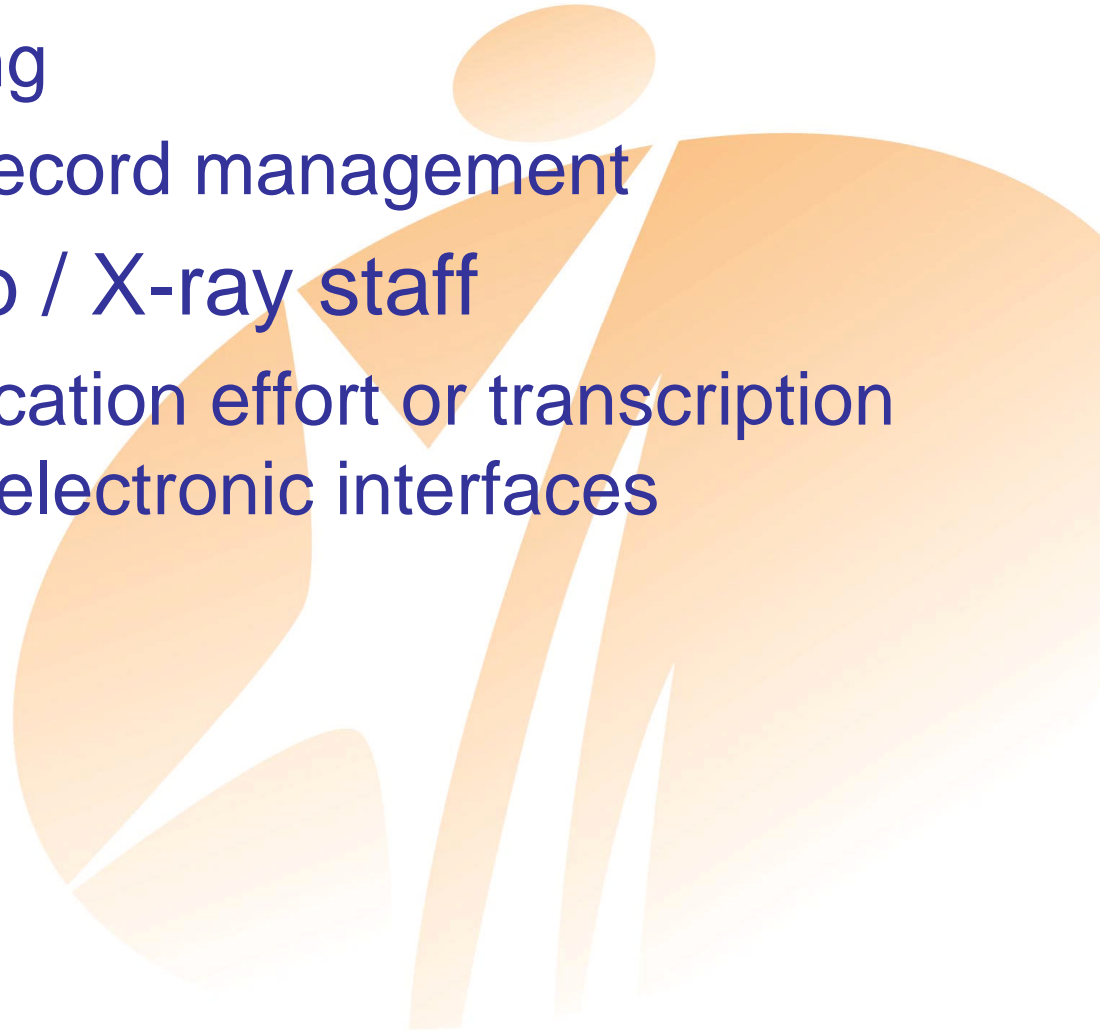 ng
ecord management
o / X-ray staff
cation effort or transcription
electronic interfaces